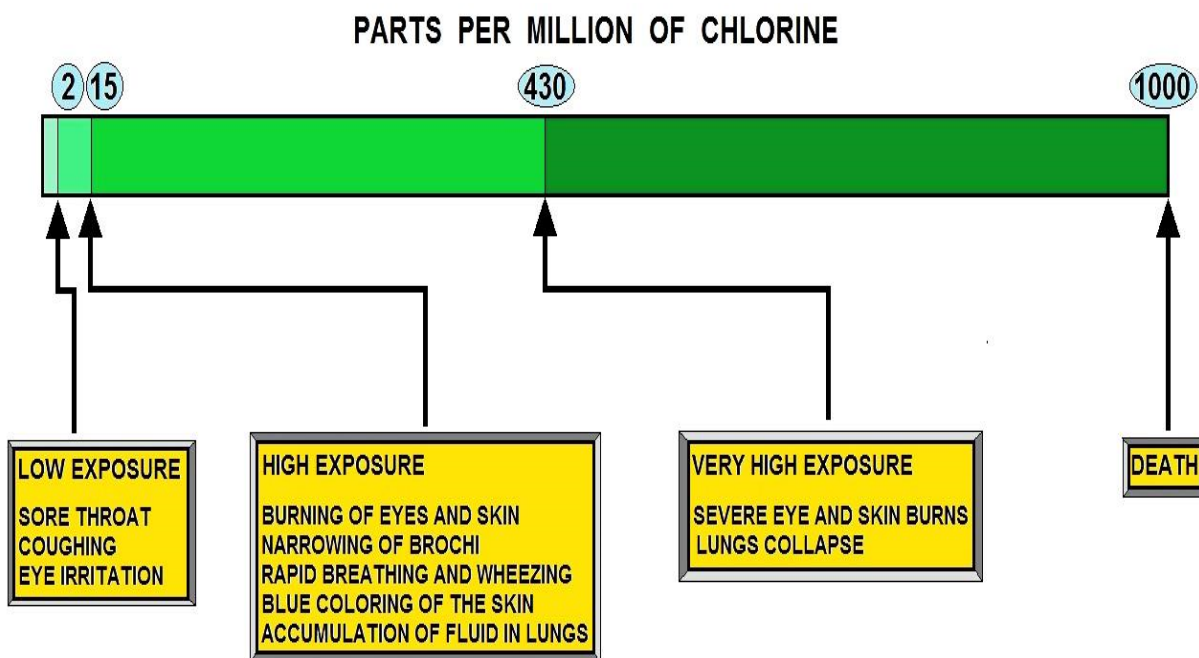 PARTS PER MILLION OF CHLORINE
2 15 430 1000
LOW EXPOSURE
SORE THROAT
COUGHING
EYE IRRITATION
HIGH EXPOSURE
BURNING OF EYES AND SKIN
NARROWING OF BROCHI
RAPID BREATHING AND WHEEZING
BLUE COLORING OF THE SKIN
ACCUMULATION OF FLUID IN LUNGS
VERY HIGH EXPOSURE
SEVERE EYE AND SKIN BURNS
LUNGS COLLAPSE
DEATH